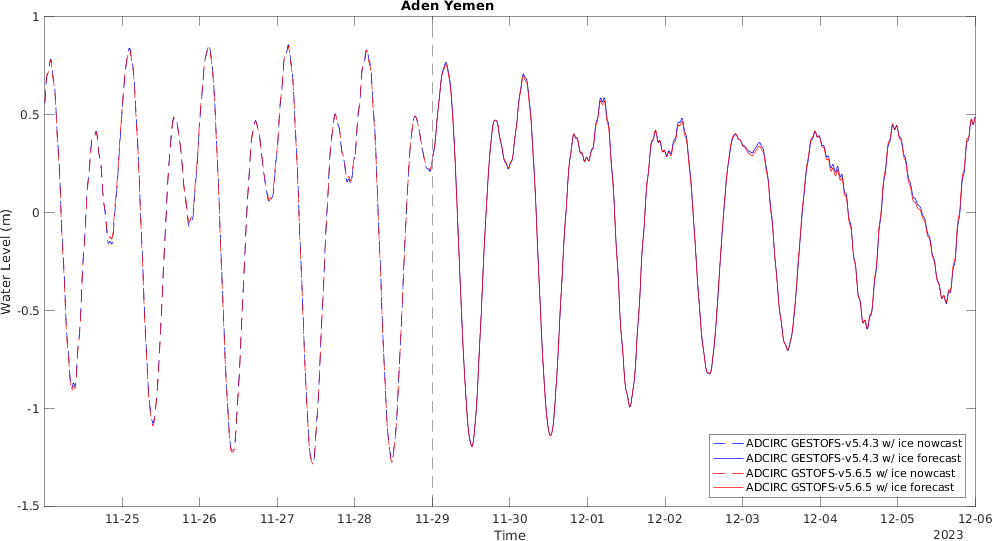 Aden Yemen
1
0.5
0
-0.5
-1
-1.5
Water Level (m)
ADCIRC GESTOFS-v5.4.3 w/ ice nowcast
ADCIRC GESTOFS-v5.4.3 w/ ice forecast
ADCIRC GSTOFS-v5.6.5 w/ ice nowcast
ADCIRC GSTOFS-v5.6.5 w/ ice forecast
11-25 11-26 11-27 11-28 11-29 11-30 12-01 12-02 12-03 12-04 12-05 12-06
Time
2023